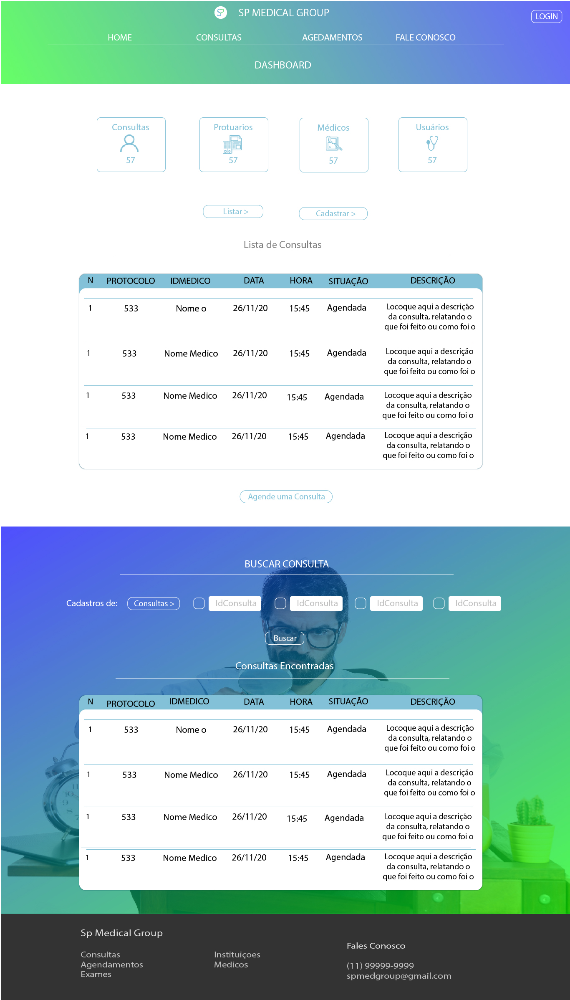 SP MEDICAL GROUP
LOGIN
HOME CONSULTAS AGEDAMENTOS FALE CONOSCO
DASHBOARD
Consultas
57
Protuarios
57
Médicos
57
Usuários
57
Listar >
Cadastrar >
Lista de Consultas
N PROTOCOLO IDMEDICO DATA HORA SITUAÇÃO DESCRIÇÃO
1 533 Nome o 26/11/20 15:45 Agendada Locoque aqui a descrição
da consulta, relatando o
que foi feito ou como foi o
1 533 Nome Medico 26/11/20 15:45 Agendada Locoque aqui a descrição
da consulta, relatando o
que foi feito ou como foi o
1 533 Nome Medico 26/11/20 15:45 Agendada Locoque aqui a descrição
da consulta, relatando o
que foi feito ou como foi o
1 533 Nome Medico 26/11/20 15:45 Agendada Locoque aqui a descrição
da consulta, relatando o
que foi feito ou como foi o
Agende uma Consulta
BUSCAR CONSULTA
Cadastros de: Consultas > IdConsulta IdConsulta IdConsulta IdConsulta
Buscar
Consultas Encontradas
N PROTOCOLO IDMEDICO DATA HORA SITUAÇÃO DESCRIÇÃO
1 533 Nome o 26/11/20 15:45 Agendada Locoque aqui a descrição
da consulta, relatando o
que foi feito ou como foi o
1 533 Nome Medico 26/11/20 15:45 Agendada Locoque aqui a descrição
da consulta, relatando o
que foi feito ou como foi o
1 533 Nome Medico 26/11/20 15:45 Agendada Locoque aqui a descrição
da consulta, relatando o
que foi feito ou como foi o
1 533 Nome Medico 26/11/20 15:45 Agendada Locoque aqui a descrição
da consulta, relatando o
que foi feito ou como foi o
Sp Medical Group
Consultas
Agendamentos
Exames
Instituiçoes
Medicos
Fales Conosco
(11) 99999-9999
spmedgroup@gmail.com